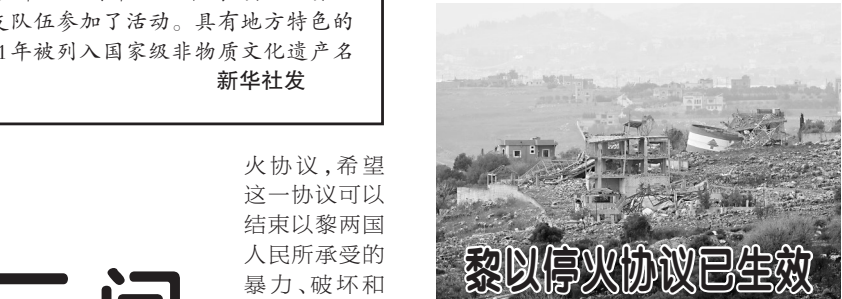 支队伍参加了活动。具有地方特色的
1年被列入国家级非物质文化遗产名
新华社发
火协议，希望
这一协议可以
结束以黎两国
人民所承受的
暴力、破坏和
黎以停火协议已生效